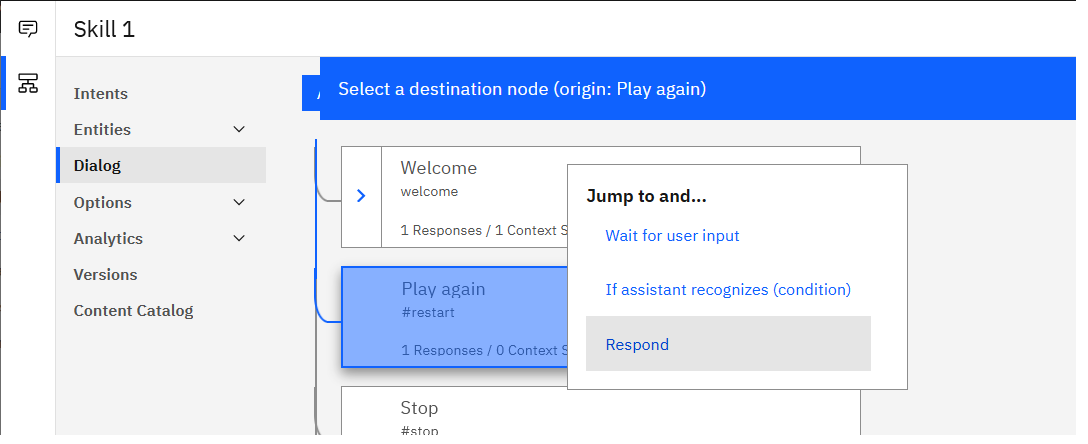 Skill 1
Select a destination node (origin: Play again)
Intents
Entities
Dialog
Options
Analytics
Versions
Content Catalog
Welcome
welcome
1 Responses / 1 Context S
Play again
#restart
1 Responses / 0 Context S
Stop
#stop
Jump to and...
Wait for user input
If assistant recognizes (condition)
Respond